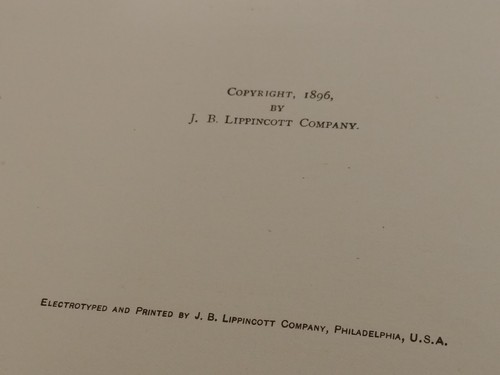 COPYRIGHT, 1896,
BY
J. B. LIPPINCOTT COMPANY.
ELECTROTYPED AND PRINTED BY J. B. LIPPINCOTT COMPANY, PHILADELPHIA, U.S.A.